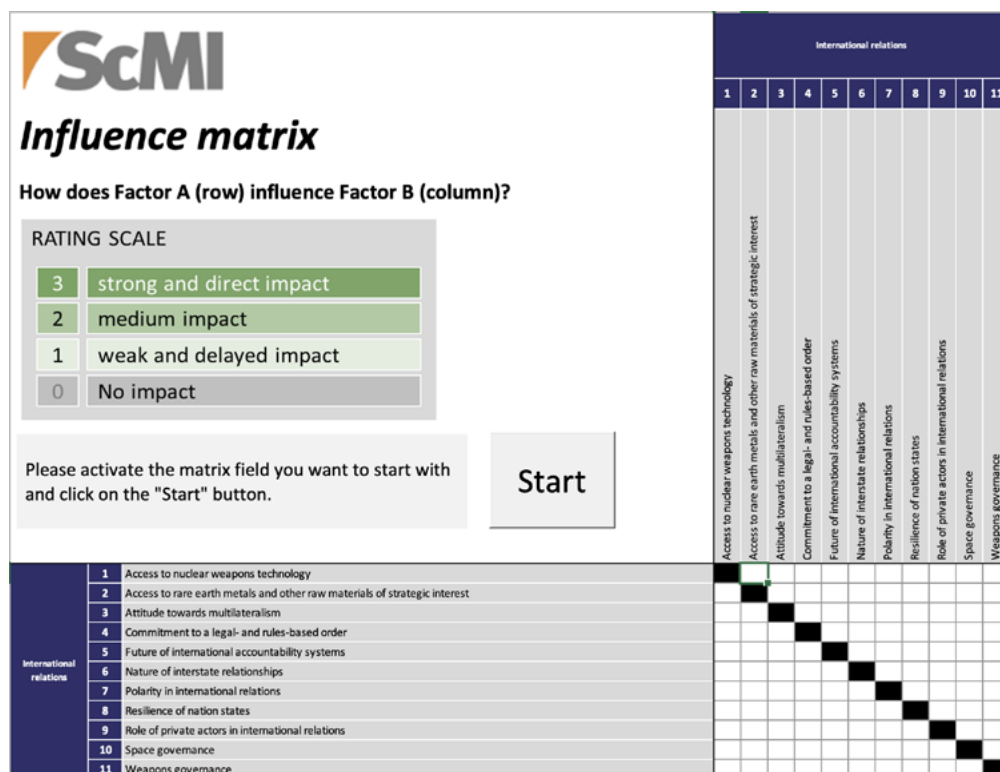 ScMI
Influence matrix
How does Factor A (row) influence Factor B (column)?
RATING SCALE
3 strong and direct impact
2 medium impact
1 weak and delayed impact
0 No impact
Please activate the matrix field you want to start with
and click on the "Start" button.
Start
International relations
1 2 3 4 5 6 7 8 9 10 11
Access to nuclear weapons technology
Access to rare earth metals and other raw materials of strategic interest
Attitude towards multilateralism
Commitment to a legal- and rules-based order
Future of international accountability systems
Nature of interstate relationships
Polarity in international relations
Resilience of nation states
Role of private actors in international relations
Space governance
Weapons governance
International
relations
1 Access to nuclear weapons technology
2 Access to rare earth metals and other raw materials of strategic interest
3 Attitude towards multilateralism
4 Commitment to a legal- and rules-based order
5 Future of international accountability systems
6 Nature of interstate relationships
7 Polarity in international relations
8 Resilience of nation states
9 Role of private actors in international relations
10 Space governance
11 Weapons governance